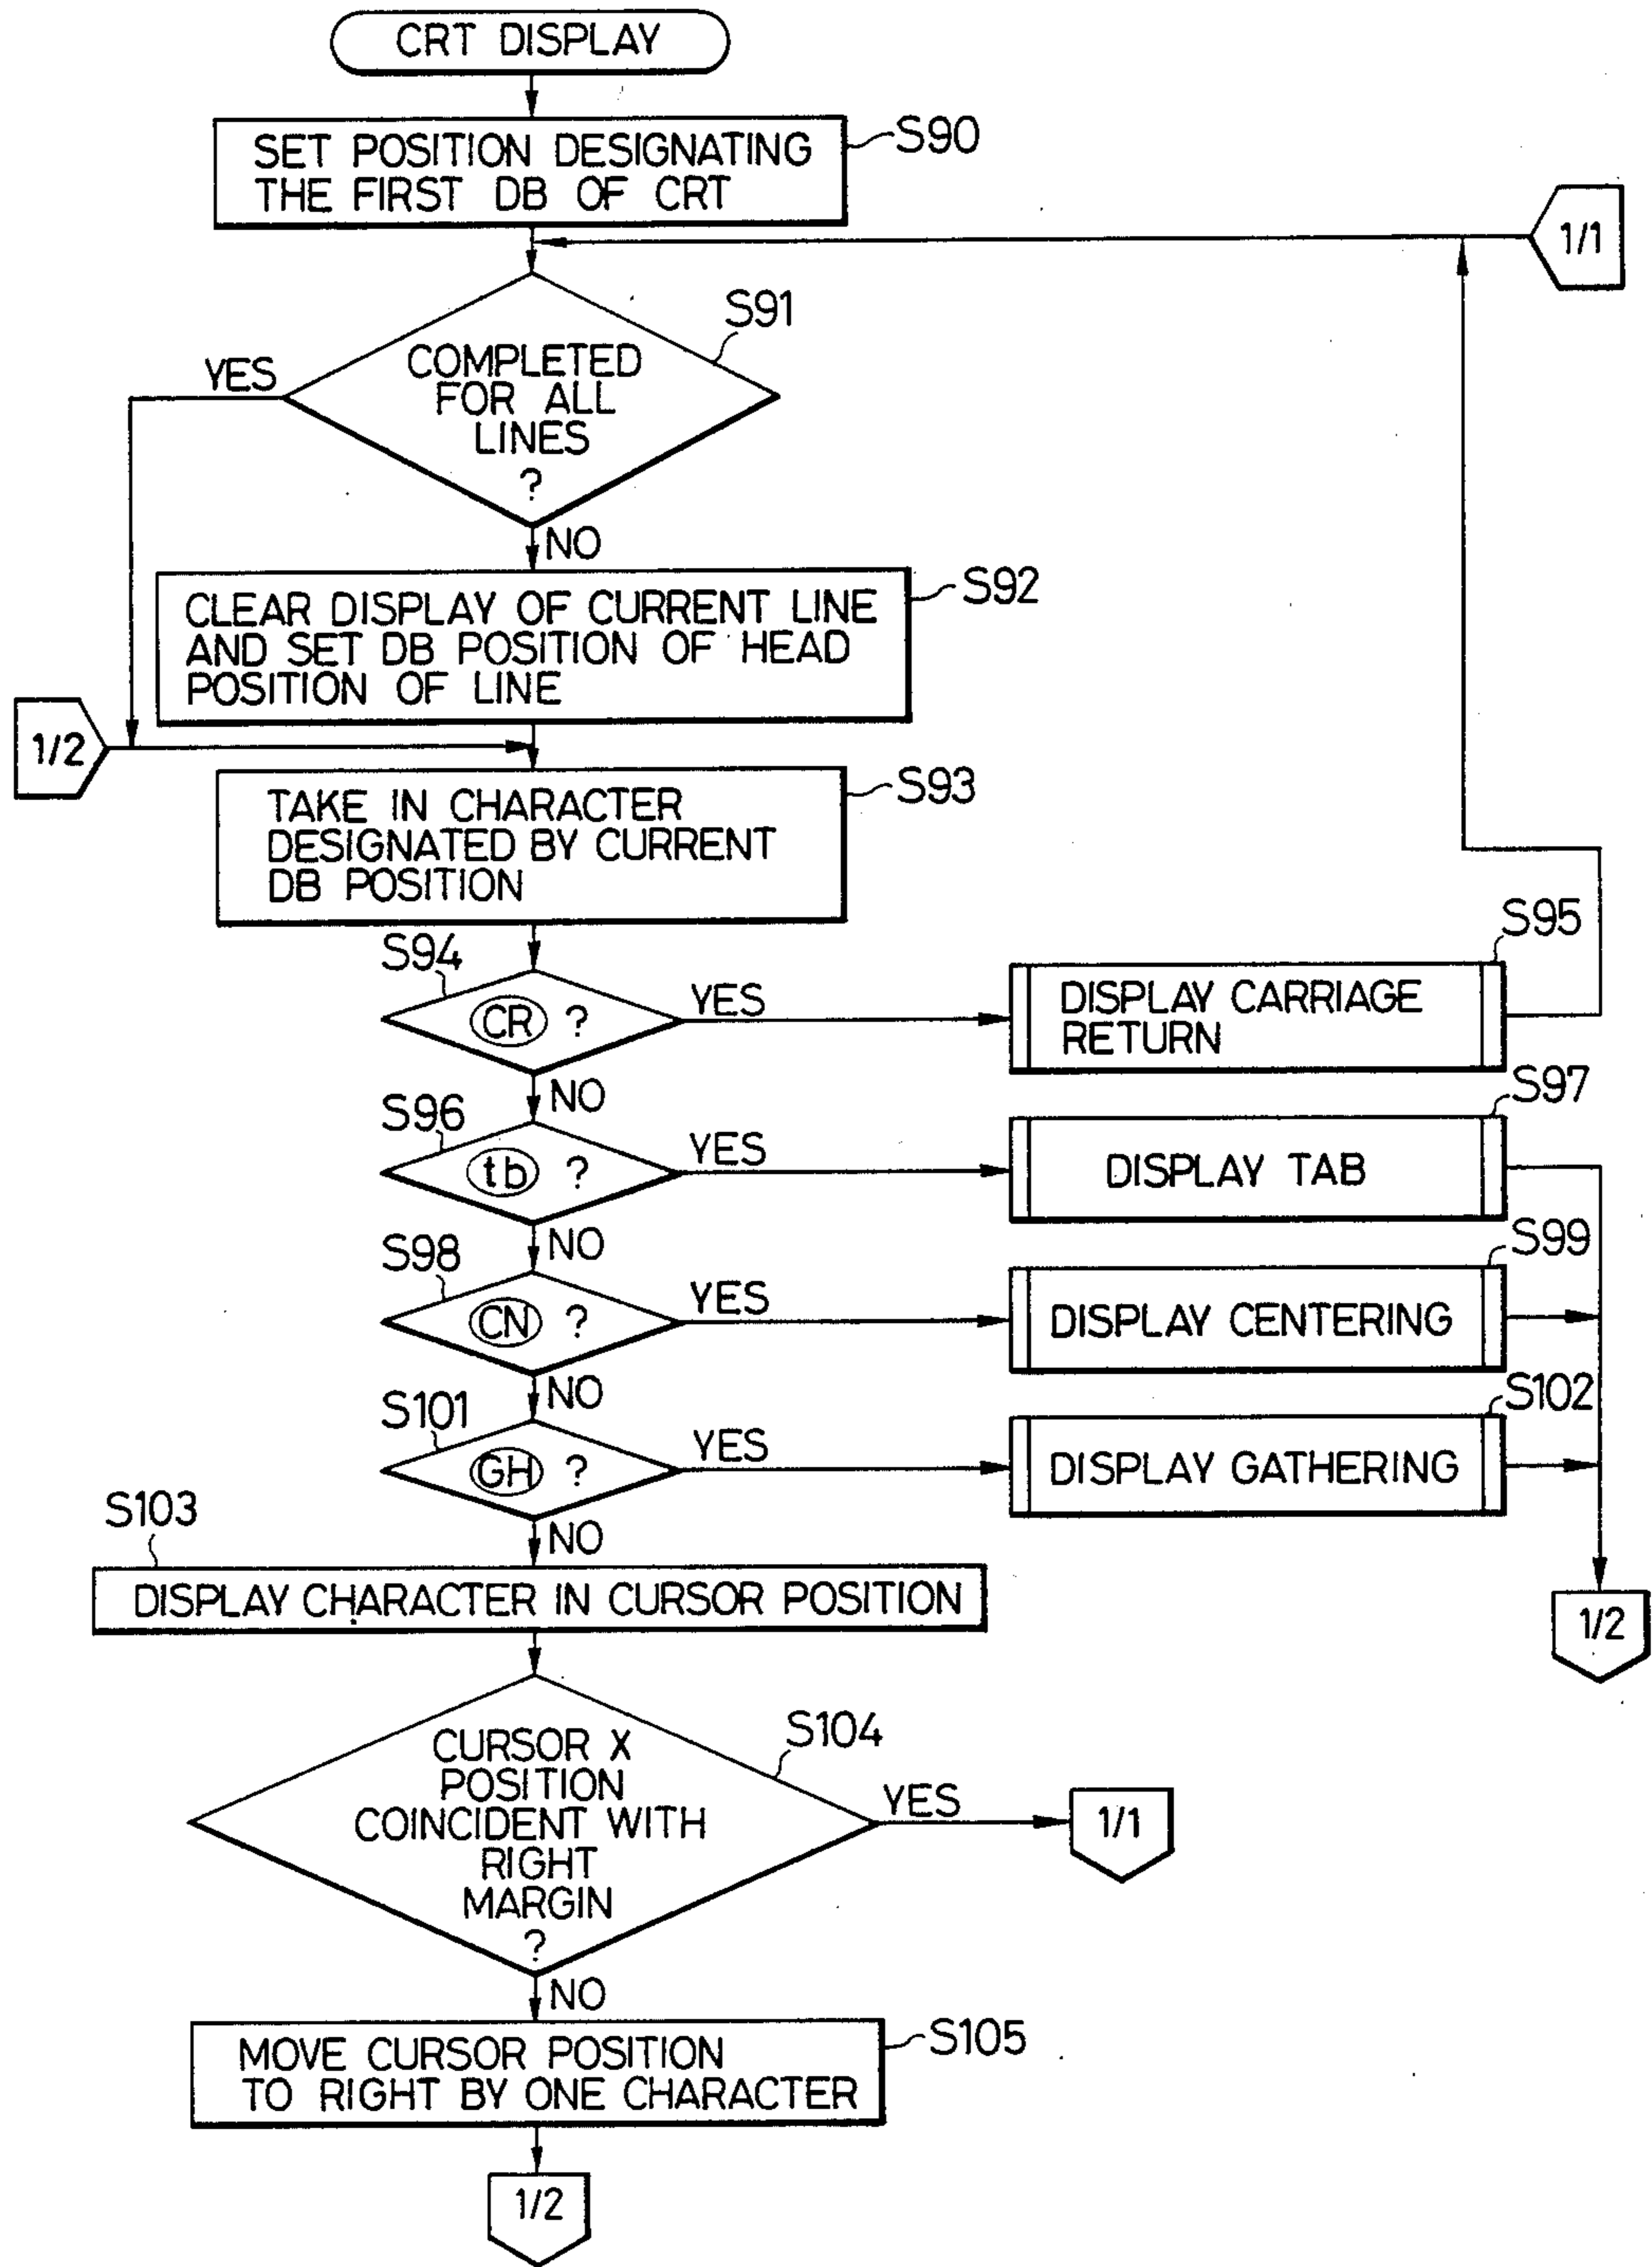 CRT DISPLAY
SET POSITION DESIGNATING
THE FIRST DB OF CRT
S90
1/1
S91
COMPLETED
FOR ALL
LINES
?
YES
NO
S92
CLEAR DISPLAY OF CURRENT LINE
AND SET DB POSITION OF HEAD
POSITION OF LINE
1/2
S93
TAKE IN CHARACTER
DESIGNATED BY CURRENT
DB POSITION
S94
CR ?
YES
S95
DISPLAY CARRIAGE
RETURN
NO
S96
tb ?
YES
S97
DISPLAY TAB
NO
S98
CN ?
YES
S99
DISPLAY CENTERING
NO
S101
GH ?
YES
S102
DISPLAY GATHERING
NO
S103
DISPLAY CHARACTER IN CURSOR POSITION
1/2
S104
CURSOR X
POSITION
COINCIDENT WITH
RIGHT
MARGIN
?
YES
1/1
NO
S105
MOVE CURSOR POSITION
TO RIGHT BY ONE CHARACTER
1/2